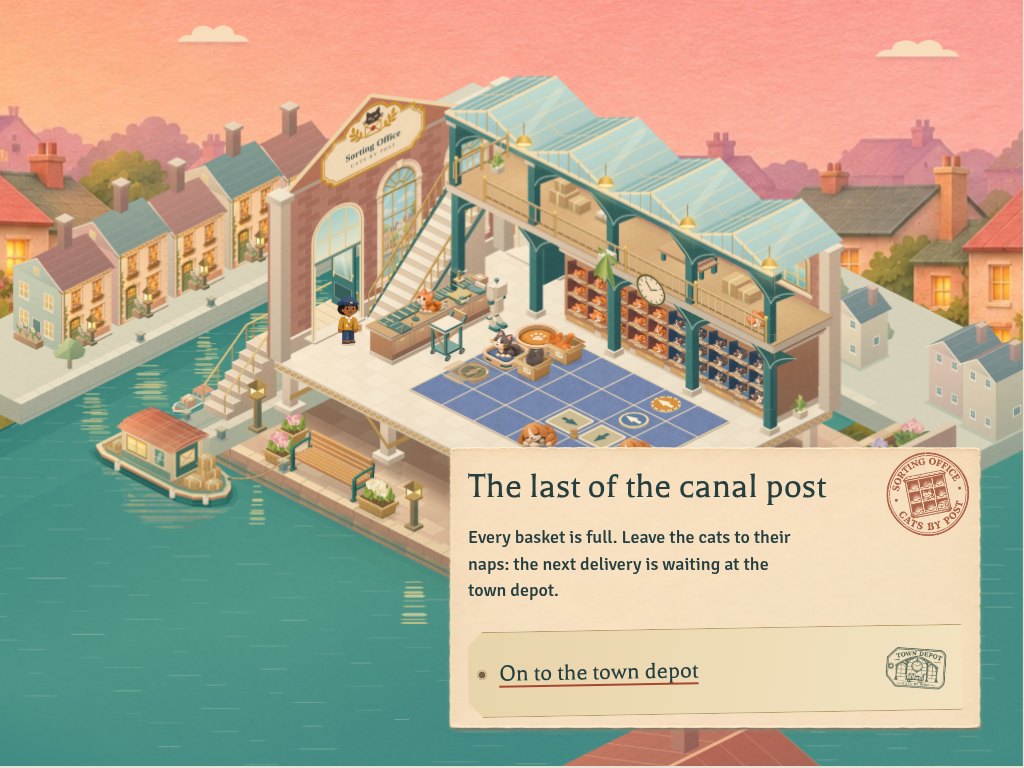 Sorting Office
CATS BY POST
The last of the canal post
SORTING OFFICE
CATS BY POST
Every basket is full. Leave the cats to their
naps: the next delivery is waiting at the
town depot.
On to the town depot
TOWN DEPOT